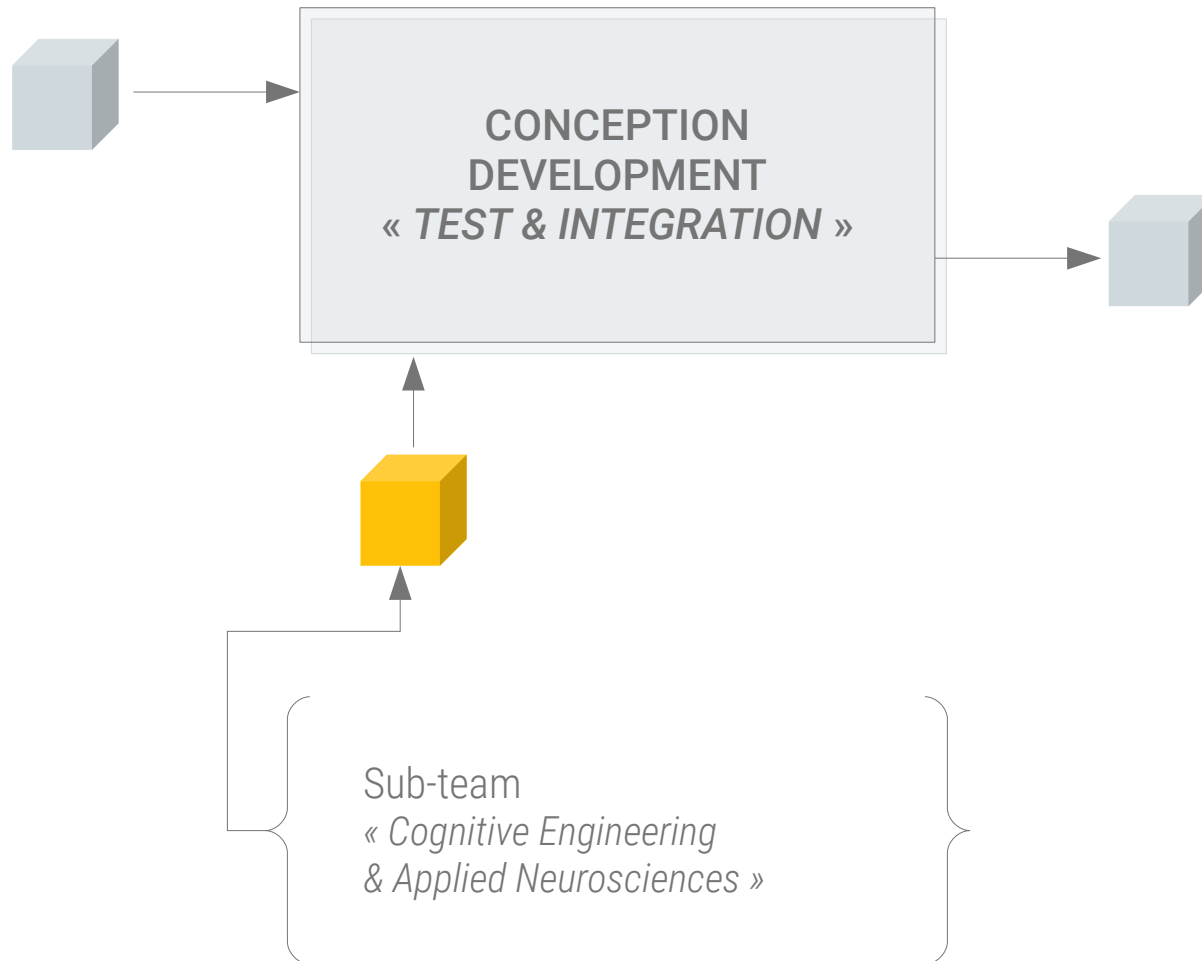 CONCEPTION
DEVELOPMENT
« TEST & INTEGRATION »
Sub-team
« Cognitive Engineering
& Applied Neurosciences »